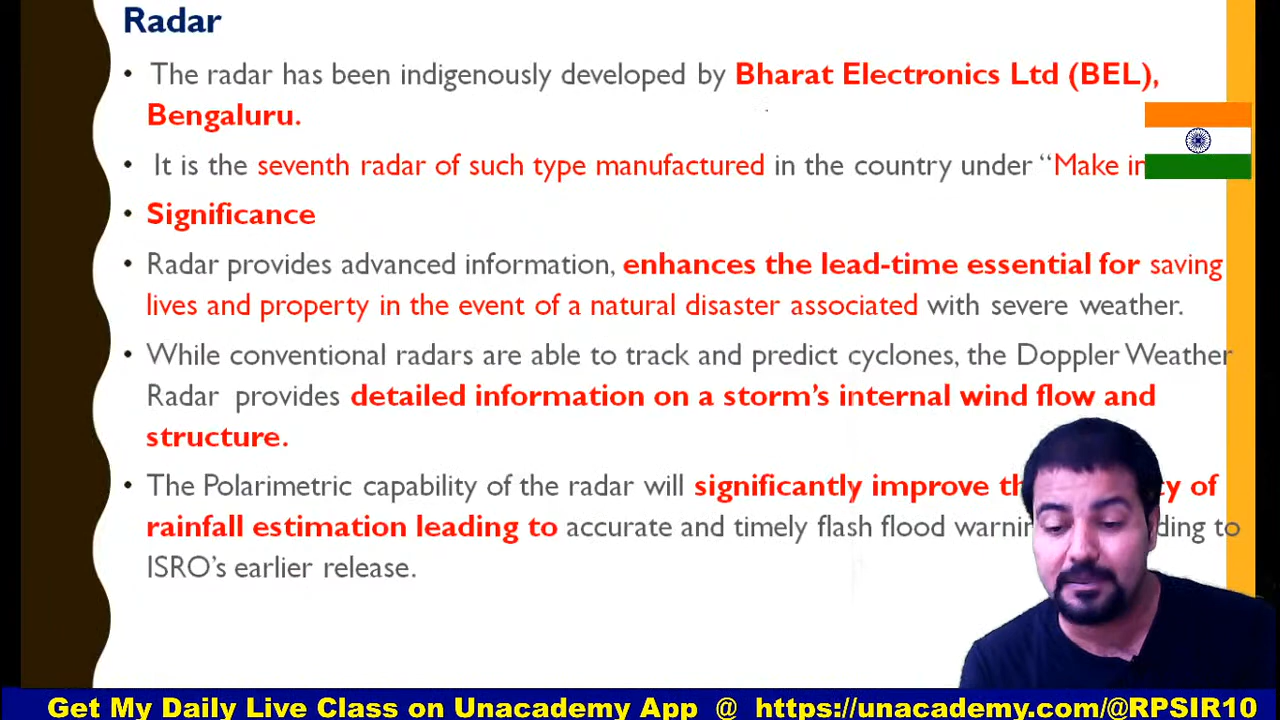 Radar
• The radar has been indigenously developed by Bharat Electronics Ltd (BEL),
Bengaluru.
• It is the seventh radar of such type manufactured in the country under “Make in
• Significance
• Radar provides advanced information, enhances the lead-time essential for saving
lives and property in the event of a natural disaster associated with severe weather.
• While conventional radars are able to track and predict cyclones, the Doppler Weather
Radar provides detailed information on a storm’s internal wind flow and
structure.
• The Polarimetric capability of the radar will significantly improve of
rainfall estimation leading to accurate and timely flash flood to
ISRO’s earlier release.
Get My Daily Live Class on Unacademy App @ https://unacademy.com/@RPSIR10